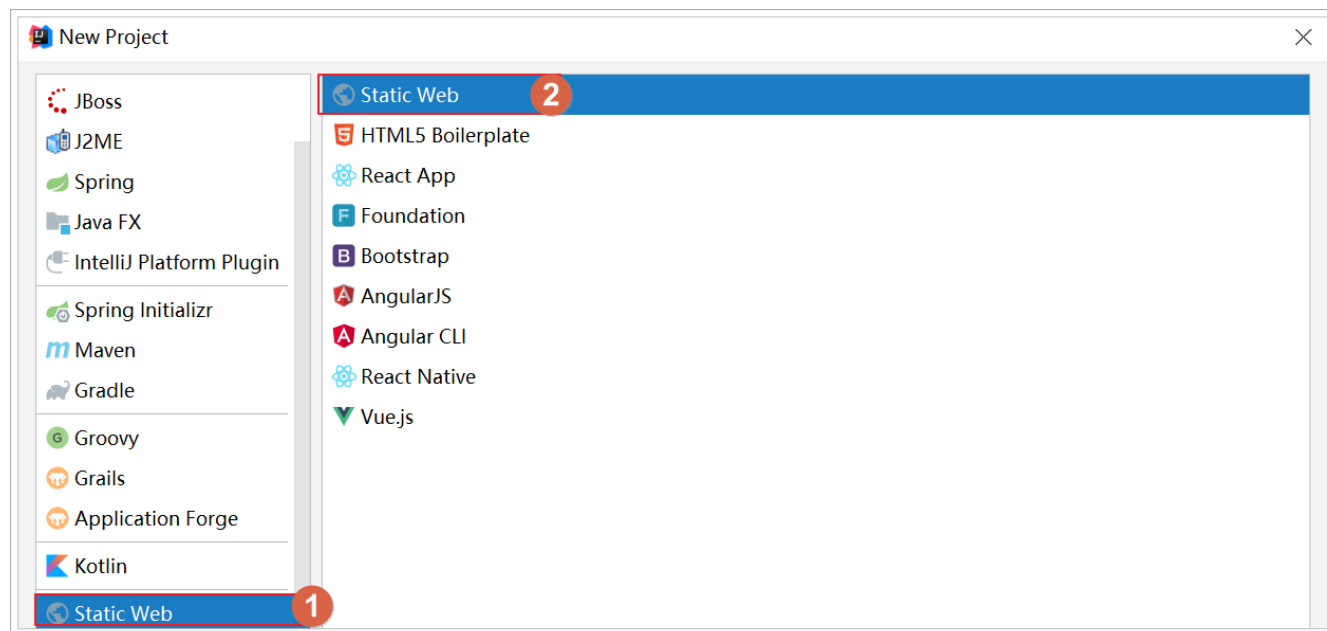 New Project
JBoss
J2ME
Spring
Java FX
IntelliJ Platform Plugin
Spring Initializr
Maven
Gradle
Groovy
Grails
Application Forge
Kotlin
Static Web 1
Static Web 2
HTML5 Boilerplate
React App
Foundation
Bootstrap
AngularJS
Angular CLI
React Native
Vue.js